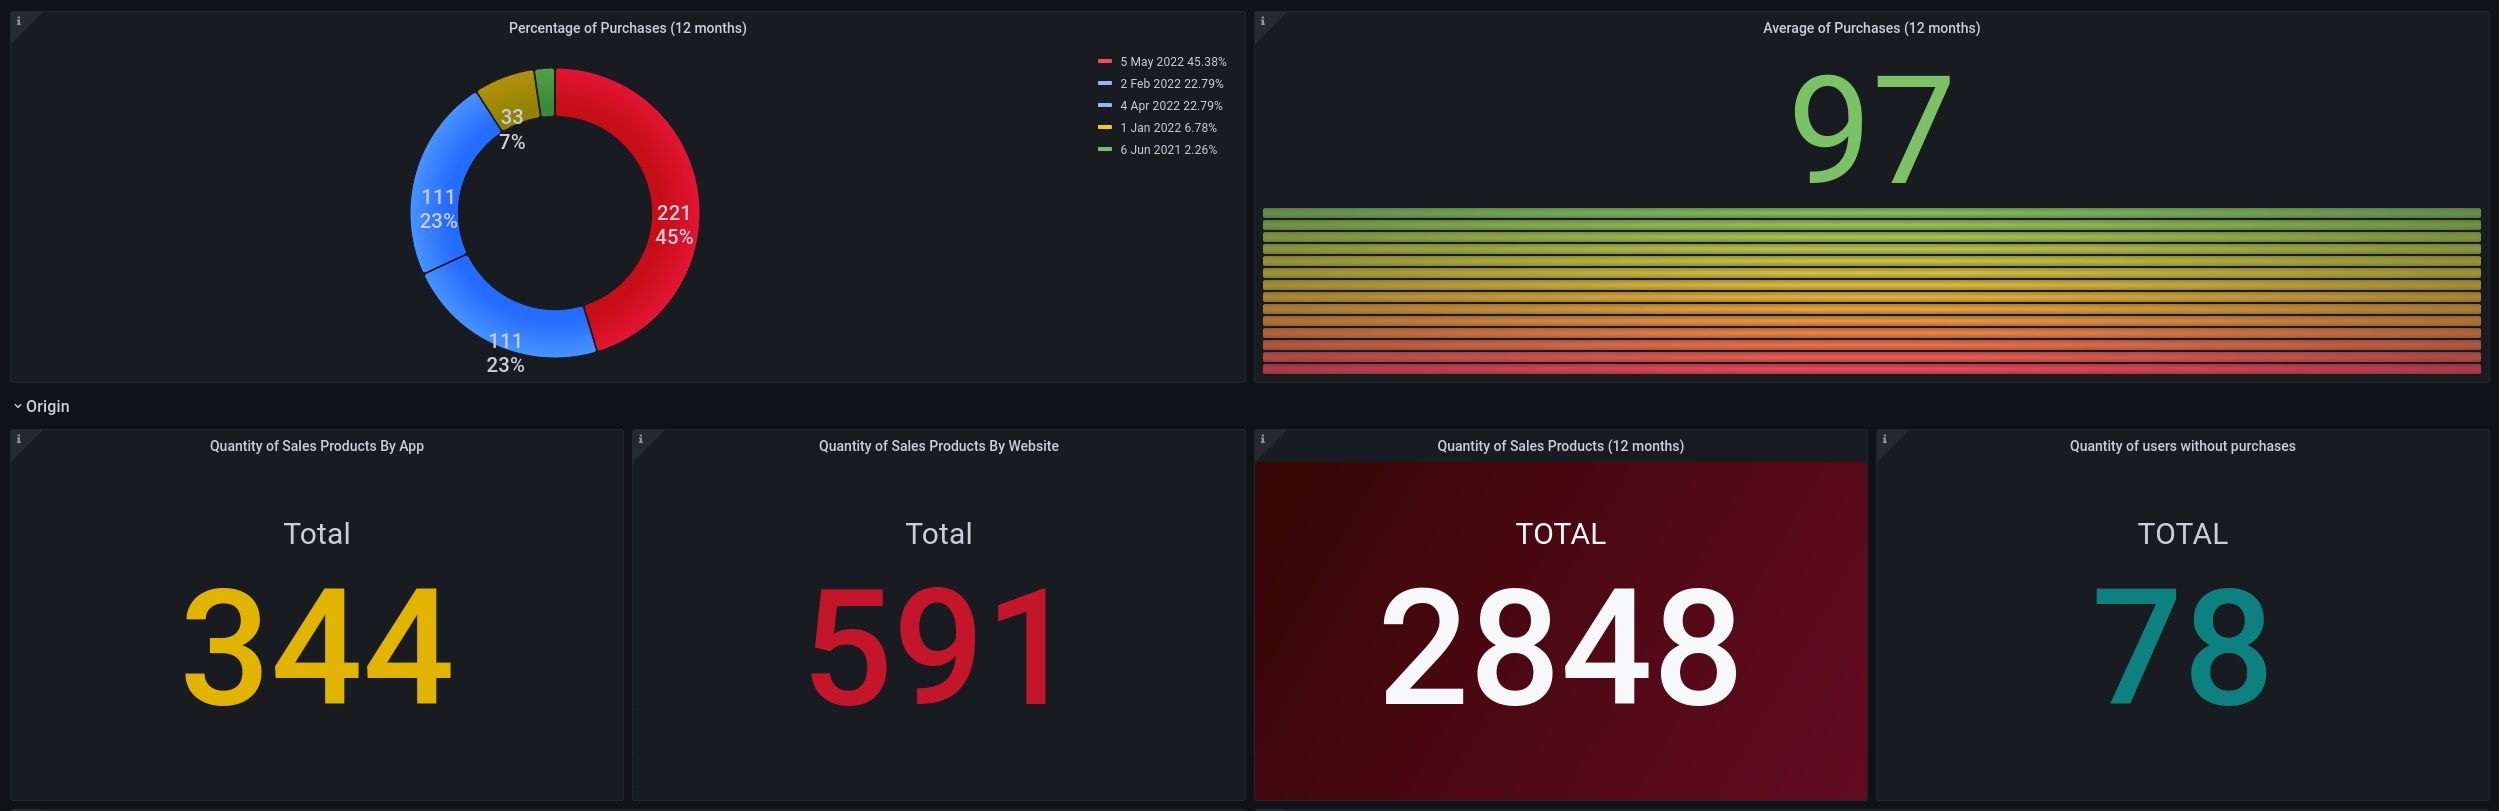 Percentage of Purchases (12 months)
5 May 2022 45.38%
2 Feb 2022 22.79%
4 Apr 2022 22.79%
1 Jan 2022 6.78%
6 Jun 2021 2.26%
33
7%
111
23%
221
45%
111
23%
Average of Purchases (12 months)
97
Origin
Quantity of Sales Products By App
Total
344
Quantity of Sales Products By Website
Total
591
Quantity of Sales Products (12 months)
TOTAL
2848
Quantity of users without purchases
TOTAL
78